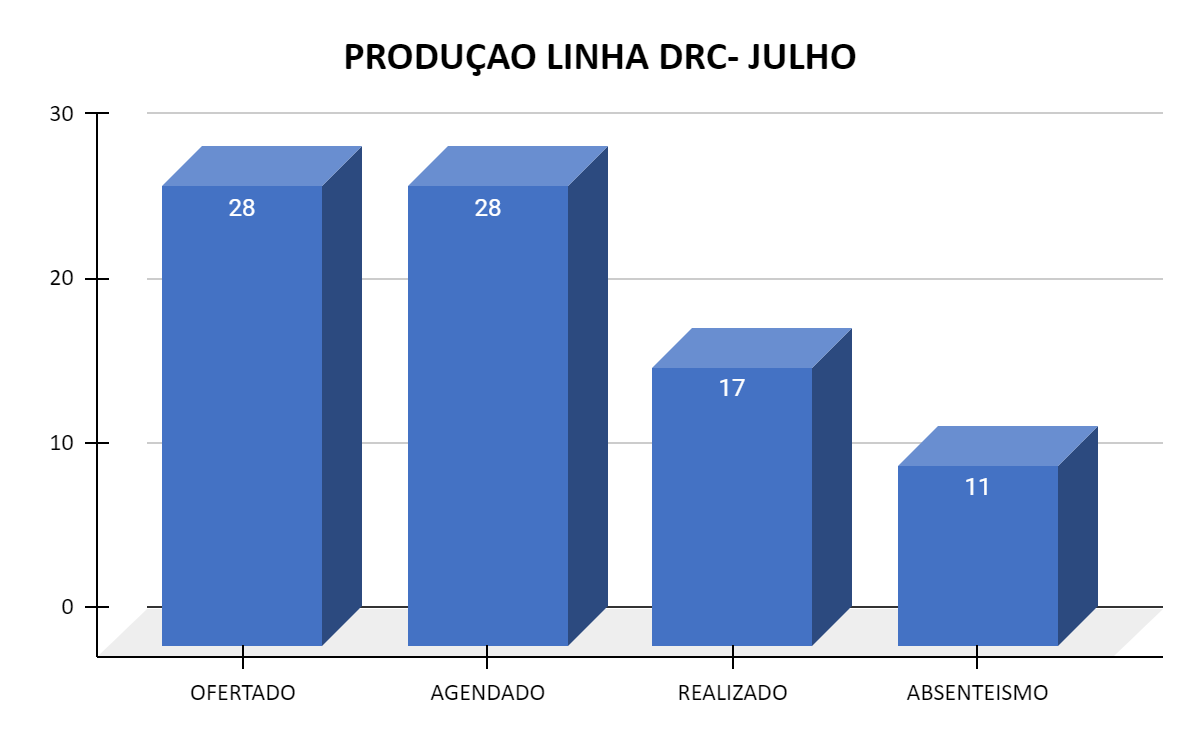 PRODUÇAO LINHA DRC- JULHO
30
20
10
0
28
28
17
11
OFERTADO
AGENDADO
REALIZADO
ABSENTEISMO